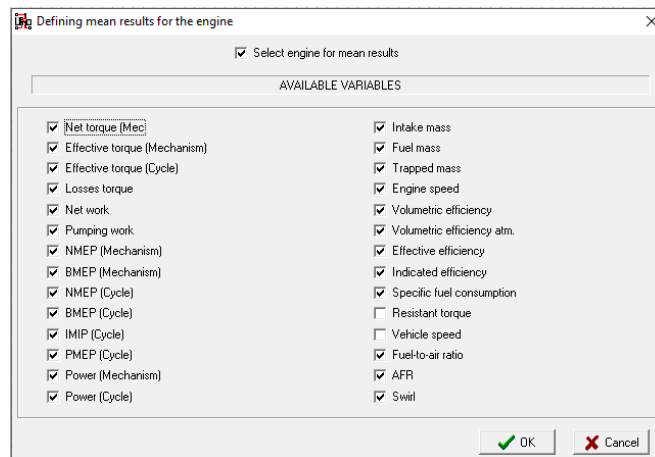 Defining mean results for the engine
Select engine for mean results
AVAILABLE VARIABLES
Net torque (Mec
Effective torque (Mechanism)
Effective torque (Cycle)
Losses torque
Net work
Pumping work
NMEP (Mechanism)
BMEP (Mechanism)
NMEP (Cycle)
BMEP (Cycle)
IMIP (Cycle)
PMEP (Cycle)
Power (Mechanism)
Power (Cycle)
Intake mass
Fuel mass
Trapped mass
Engine speed
Volumetric efficiency
Volumetric efficiency atm.
Effective efficiency
Indicated efficiency
Specific fuel consumption
Resistant torque
Vehicle speed
Fuel-to-air ratio
AFR
Swirl
OK
Cancel